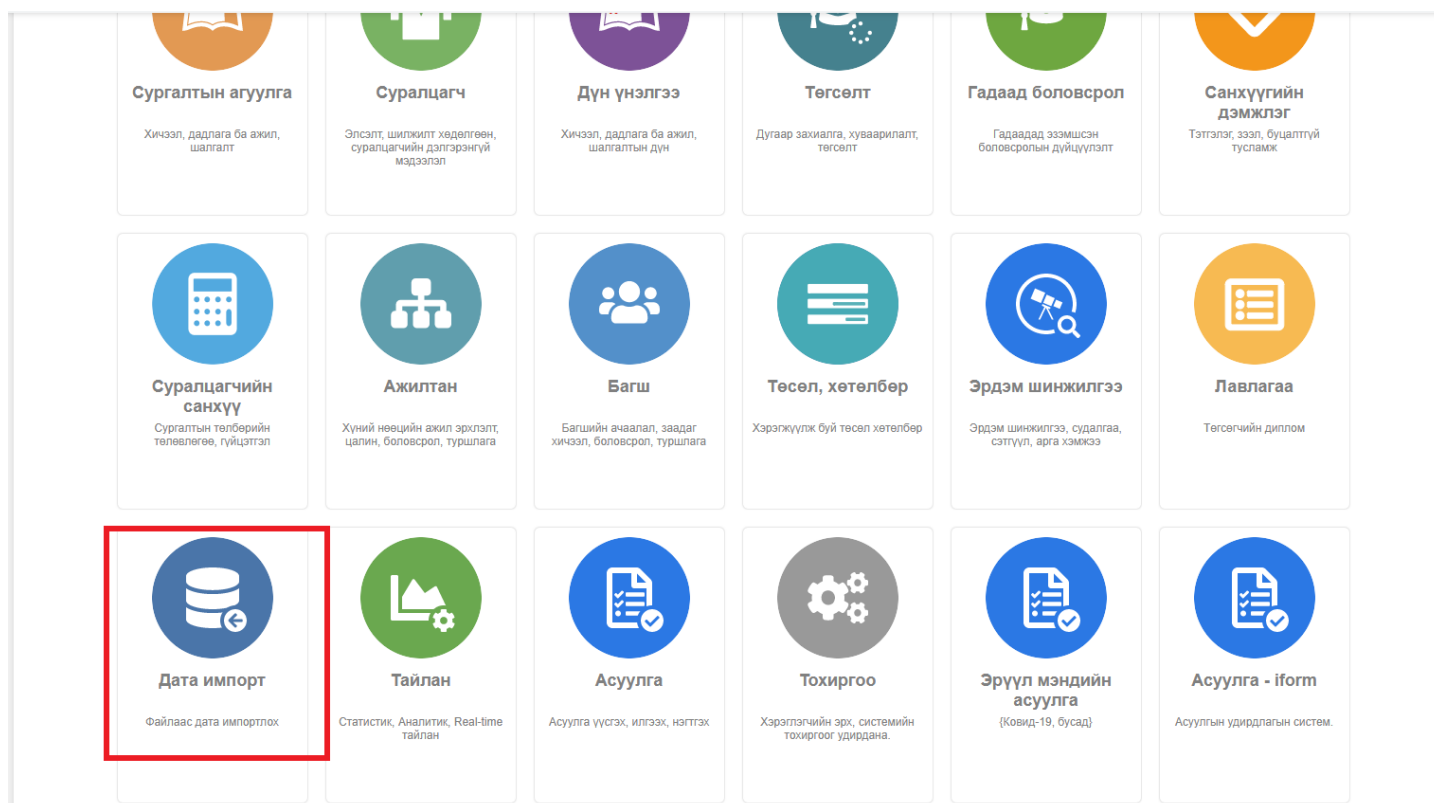 Сургалтын агуулга
Хичээл, дадлага ба ажил,
шалгалт
Суралцагч
Элсэлт, шилжилт хөдөлгөөн,
суралцагчийн дэлгэрэнгүй
мэдээлэл
Дүн үнэлгээ
Хичээл, дадлага ба ажил,
шалгалтын дүн
Төгсөлт
Дугаар захиалга, хуваарилалт,
төгсөлт
Гадаад боловсрол
Гадаадад эзэмшсэн
боловсролын дүйцүүлэлт
Санхүүгийн
дэмжлэг
Тэтгэлэг, зээл, буцалтгүй
тусламж
Суралцагчийн
санхүү
Сургалтын төлбөрийн
төлөвлөгөө, гүйцэтгэл
Ажилтан
Хүний нөөцийн ажил эрхлэлт,
цалин, боловсрол, туршлага
Багш
Багшийн ачаалал, заадаг
хичээл, боловсрол, туршлага
Төсөл, хөтөлбөр
Хэрэгжүүлж буй төсөл хөтөлбөр
Эрдэм шинжилгээ
Эрдэм шинжилгээ, судалгаа,
сэтгүүл, арга хэмжээ
Лавлагаа
Төгсөгчийн диплом
Дата импорт
Файлаас дата импортлох
Тайлан
Статистик, Аналитик, Real-time
тайлан
Асуулга
Асуулга үүсгэх, илгээх, нэгтгэх
Тохиргоо
Хэрэглэгчийн эрх, системийн
тохиргоог удирдана.
Эрүүл мэндийн
асуулга
{Ковид-19, бусад}
Асуулга - iform
Асуулгын удирдлагын систем.